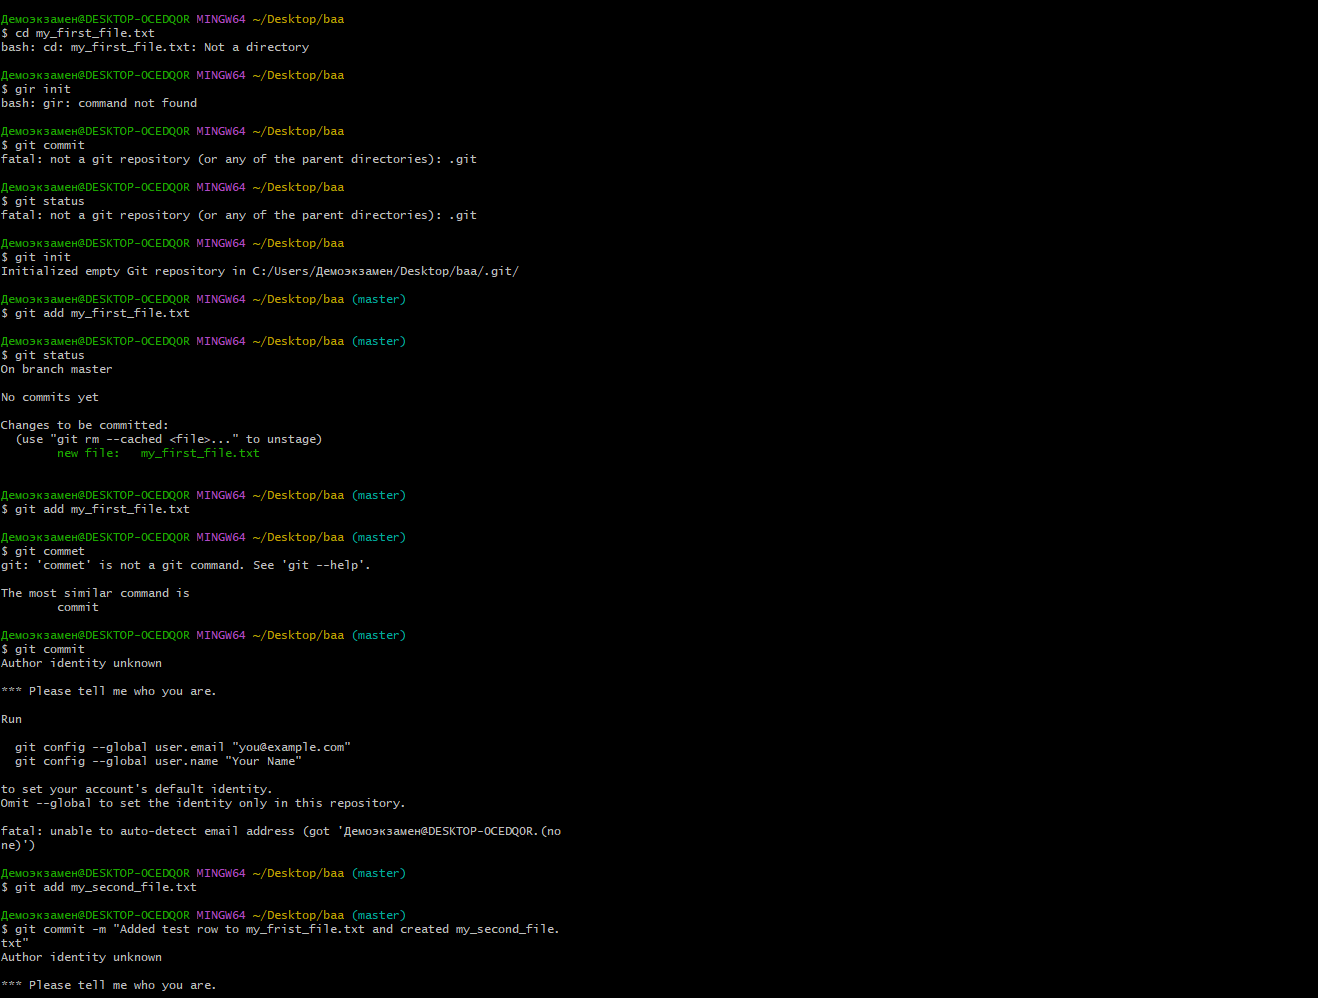 Демоэкзамен@DESKTOP-OCEDQOR MINGW64 ~/Desktop/baa
$ cd my_first_file.txt
bash: cd: my_first_file.txt: Not a directory
Демоэкзамен@DESKTOP-OCEDQOR MINGW64 ~/Desktop/baa
$ gir init
bash: gir: command not found
Демоэкзамен@DESKTOP-OCEDQOR MINGW64 ~/Desktop/baa
$ git commit
fatal: not a git repository (or any of the parent directories): .git
Демоэкзамен@DESKTOP-OCEDQOR MINGW64 ~/Desktop/baa
$ git status
fatal: not a git repository (or any of the parent directories): .git
Демоэкзамен@DESKTOP-OCEDQOR MINGW64 ~/Desktop/baa
$ git init
Initialized empty Git repository in C:/Users/Демоэкзамен/Desktop/baa/.git/
Демоэкзамен@DESKTOP-OCEDQOR MINGW64 ~/Desktop/baa (master)
$ git add my_first_file.txt
Демоэкзамен@DESKTOP-OCEDQOR MINGW64 ~/Desktop/baa (master)
$ git status
On branch master
No commits yet
Changes to be committed:
  (use "git rm --cached <file>..." to unstage)
        new file:   my_first_file.txt
Демоэкзамен@DESKTOP-OCEDQOR MINGW64 ~/Desktop/baa (master)
$ git add my_first_file.txt
Демоэкзамен@DESKTOP-OCEDQOR MINGW64 ~/Desktop/baa (master)
$ git commet
git: 'commet' is not a git command. See 'git --help'.
The most similar command is
        commit
Демоэкзамен@DESKTOP-OCEDQOR MINGW64 ~/Desktop/baa (master)
$ git commit
Author identity unknown
*** Please tell me who you are.
Run
  git config --global user.email "you@example.com"
  git config --global user.name "Your Name"
to set your account's default identity.
Omit --global to set the identity only in this repository.
fatal: unable to auto-detect email address (got 'Демоэкзамен@DESKTOP-OCEDQOR.(no
ne)')
Демоэкзамен@DESKTOP-OCEDQOR MINGW64 ~/Desktop/baa (master)
$ git add my_second_file.txt
Демоэкзамен@DESKTOP-OCEDQOR MINGW64 ~/Desktop/baa (master)
$ git commit -m "Added test row to my_frist_file.txt and created my_second_file.
txt"
Author identity unknown
*** Please tell me who you are.